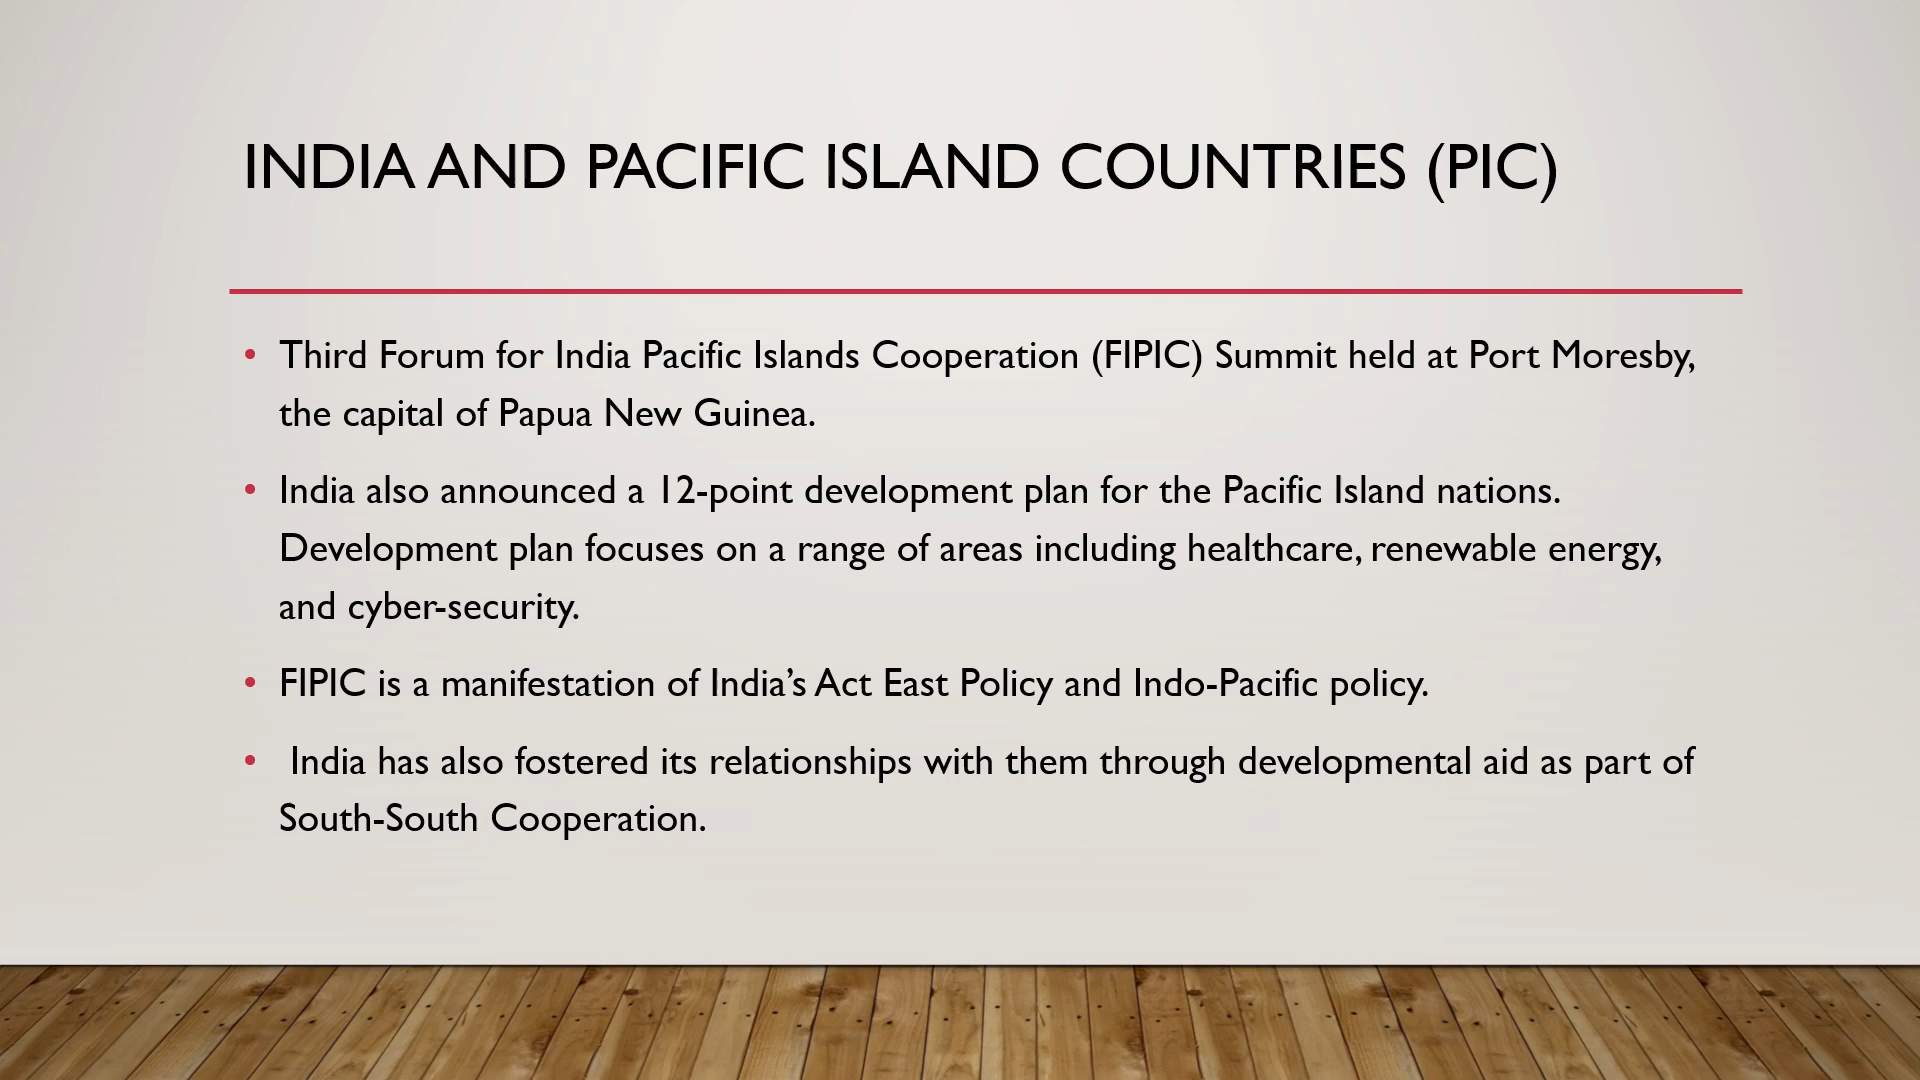 INDIA AND PACIFIC ISLAND COUNTRIES (PIC)
• Third Forum for India Pacific Islands Cooperation (FIPIC) Summit held at Port Moresby,
the capital of Papua New Guinea.
• India also announced a 12-point development plan for the Pacific Island nations.
Development plan focuses on a range of areas including healthcare, renewable energy,
and cyber-security.
• FIPIC is a manifestation of India’s Act East Policy and Indo-Pacific policy.
• India has also fostered its relationships with them through developmental aid as part of
South-South Cooperation.